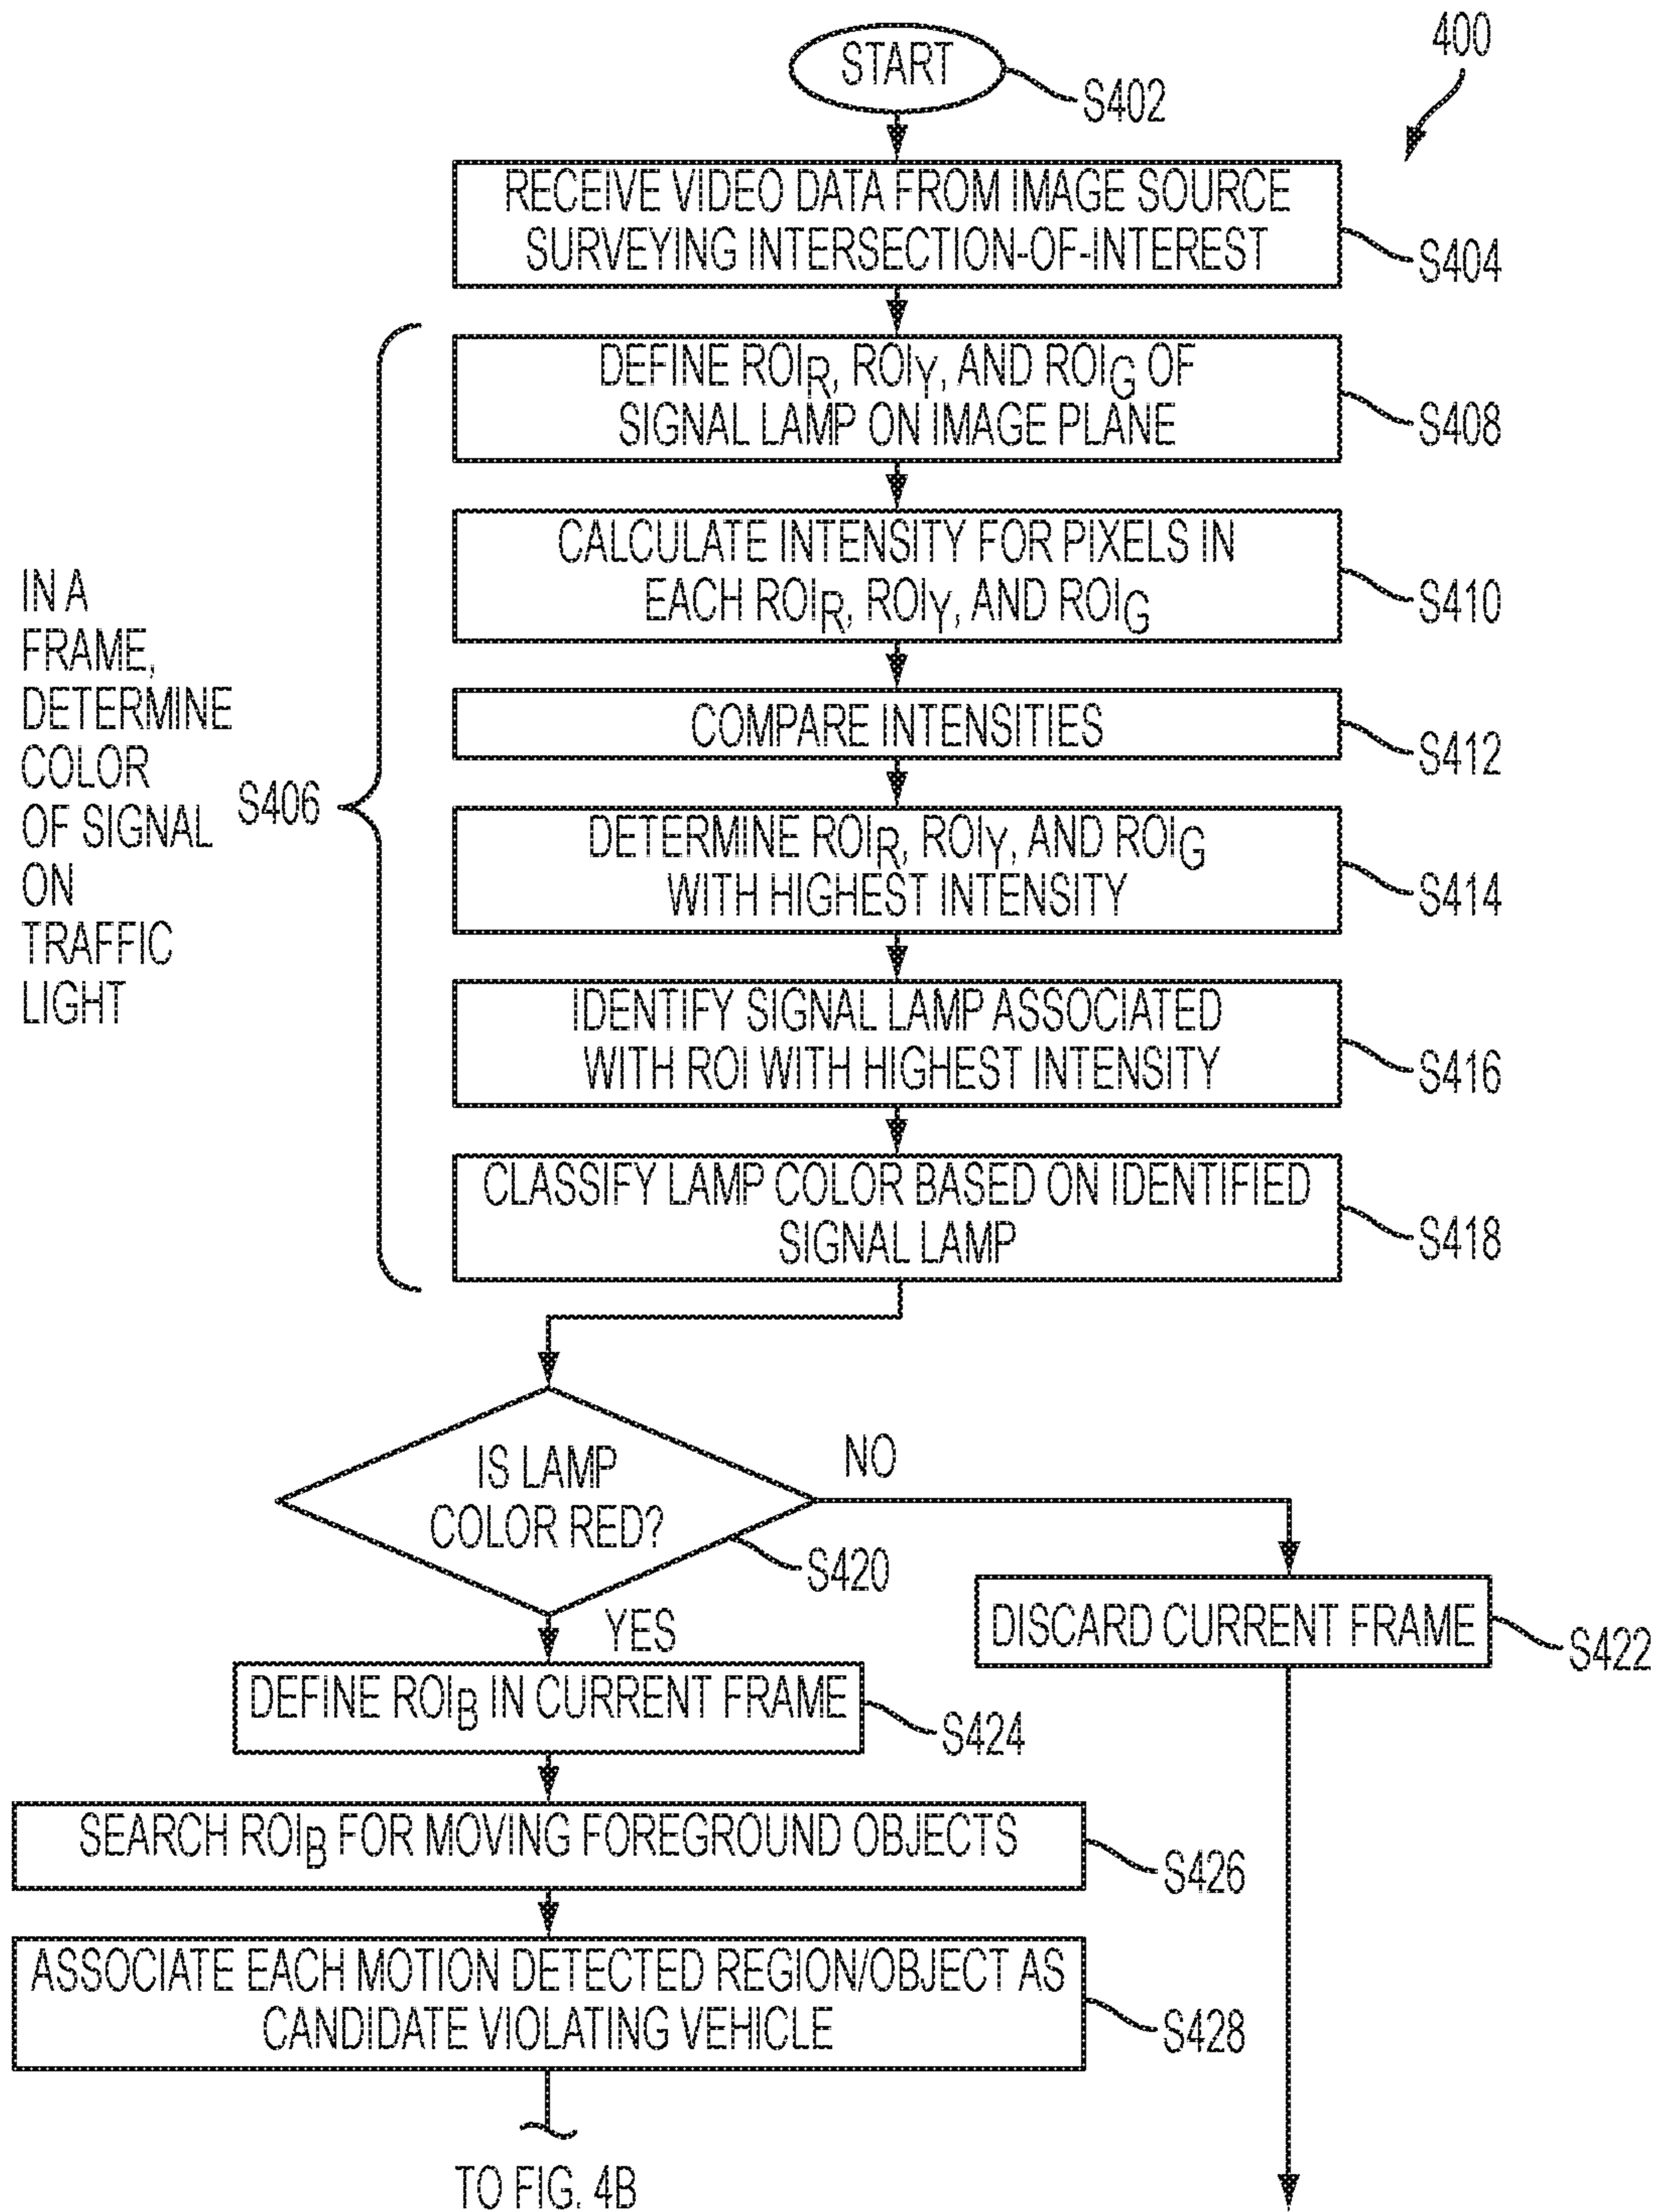 400
START
S402
RECEIVE VIDEO DATA FROM IMAGE SOURCE
SURVEYING INTERSECTION-OF-INTEREST
S404
DEFINE ROIR, ROIY, AND ROIG OF
SIGNAL LAMP ON IMAGE PLANE
S408
CALCULATE INTENSITY FOR PIXELS IN
EACH ROIR, ROIY, AND ROIG
S410
COMPARE INTENSITIES
S412
IN A
FRAME,
DETERMINE
COLOR
OF SIGNAL
ON
TRAFFIC
LIGHT
S406
DETERMINE ROIR, ROIY, AND ROIG
WITH HIGHEST INTENSITY
S414
IDENTIFY SIGNAL LAMP ASSOCIATED
WITH ROI WITH HIGHEST INTENSITY
S416
CLASSIFY LAMP COLOR BASED ON IDENTIFIED
SIGNAL LAMP
S418
IS LAMP
COLOR RED?
S420
NO
DISCARD CURRENT FRAME
S422
YES
DEFINE ROIB IN CURRENT FRAME
S424
SEARCH ROIB FOR MOVING FOREGROUND OBJECTS
S426
ASSOCIATE EACH MOTION DETECTED REGION/OBJECT AS
CANDIDATE VIOLATING VEHICLE
S428
TO FIG. 4B